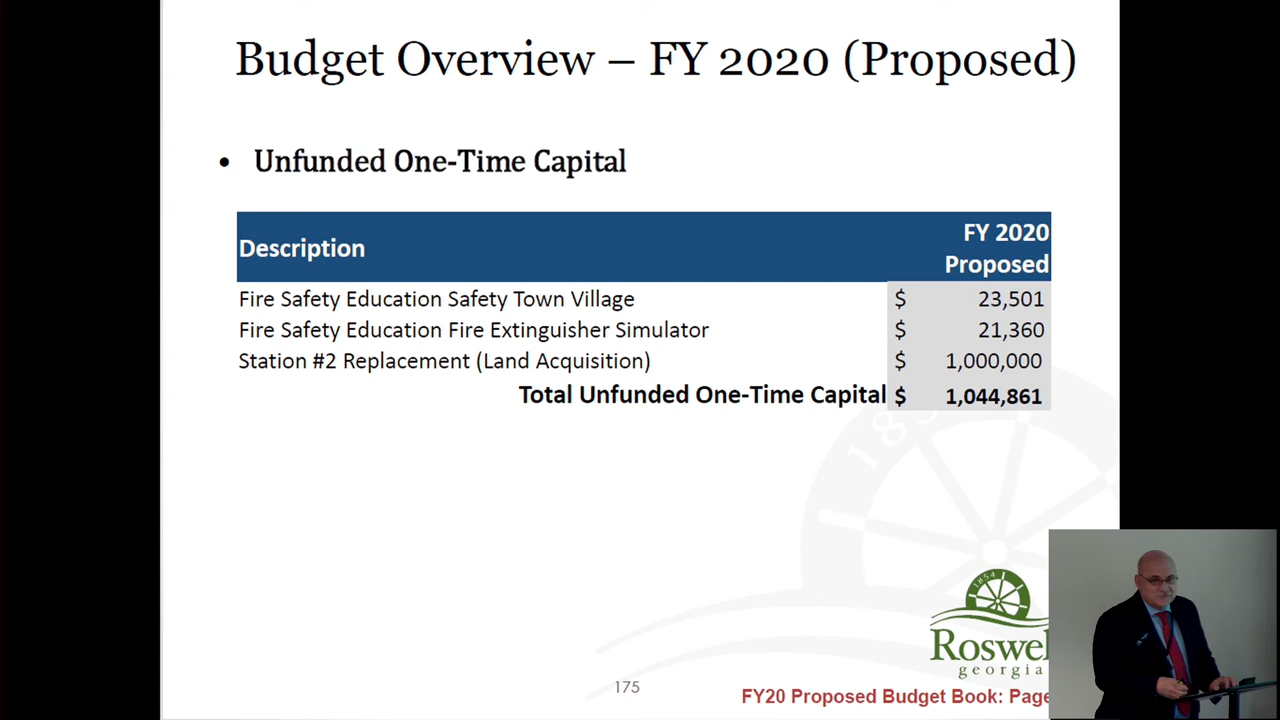 Budget Overview – FY 2020 (Proposed)
• Unfunded One-Time Capital
Description FY 2020 Proposed
Fire Safety Education Safety Town Village $ 23,501
Fire Safety Education Fire Extinguisher Simulator $ 21,360
Station #2 Replacement (Land Acquisition) $ 1,000,000
Total Unfunded One-Time Capital $ 1,044,861
1854
Roswel
georgia
175
FY20 Proposed Budget Book: Page